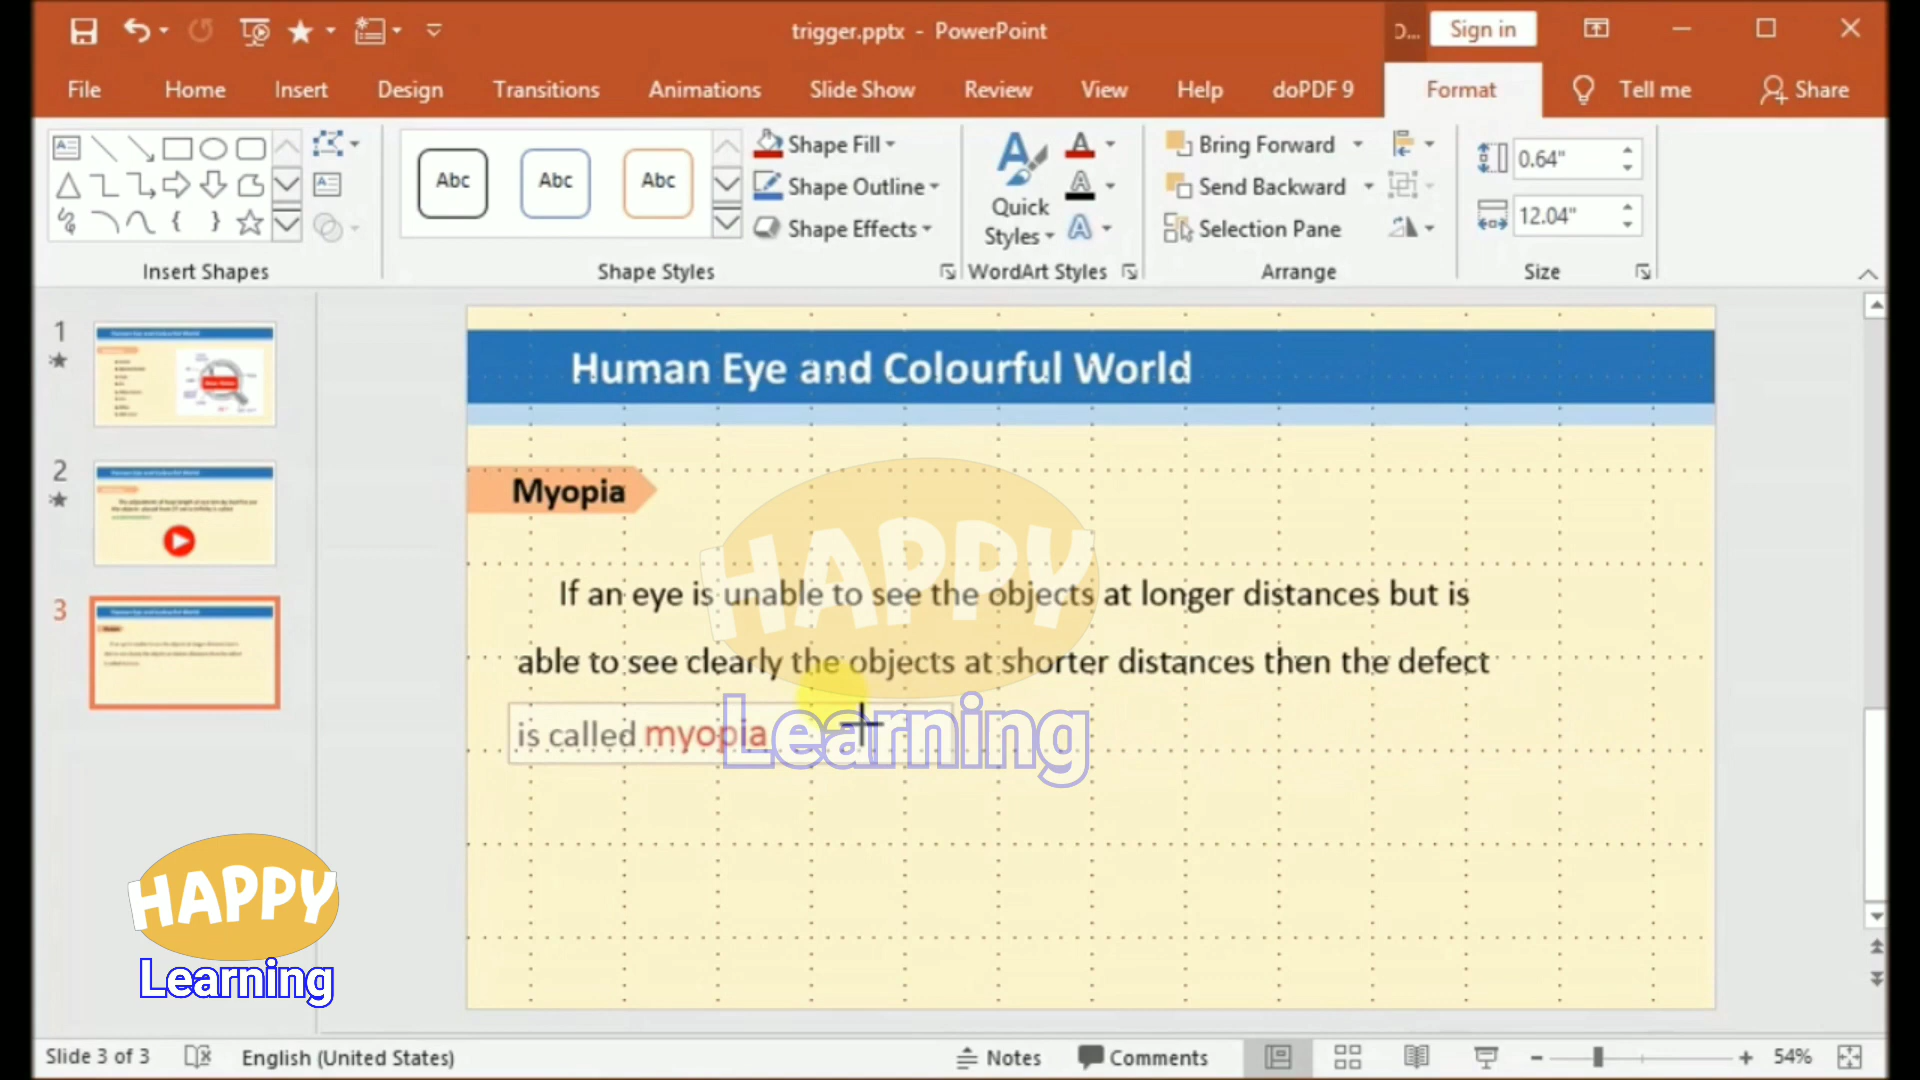 trigger.pptx - PowerPoint
D...
Sign in
File
Home
Insert
Design
Transitions
Animations
Slide Show
Review
View
Help
doPDF 9
Format
Tell me
Share
Abc
Abc
Abc
Shape Fill
Shape Outline
Shape Effects
Quick
Styles
Bring Forward
Send Backward
Selection Pane
0.64"
12.04"
Insert Shapes
Shape Styles
WordArt Styles
Arrange
Size
1
2
3
Human Eye and Colourful World
Myopia
If an eye is unable to see the objects at longer distances but is
able to see clearly the objects at shorter distances then the defect
is called myopia
HAPPY
Learning
HAPPY
Learning
Slide 3 of 3
English (United States)
Notes
Comments
54%